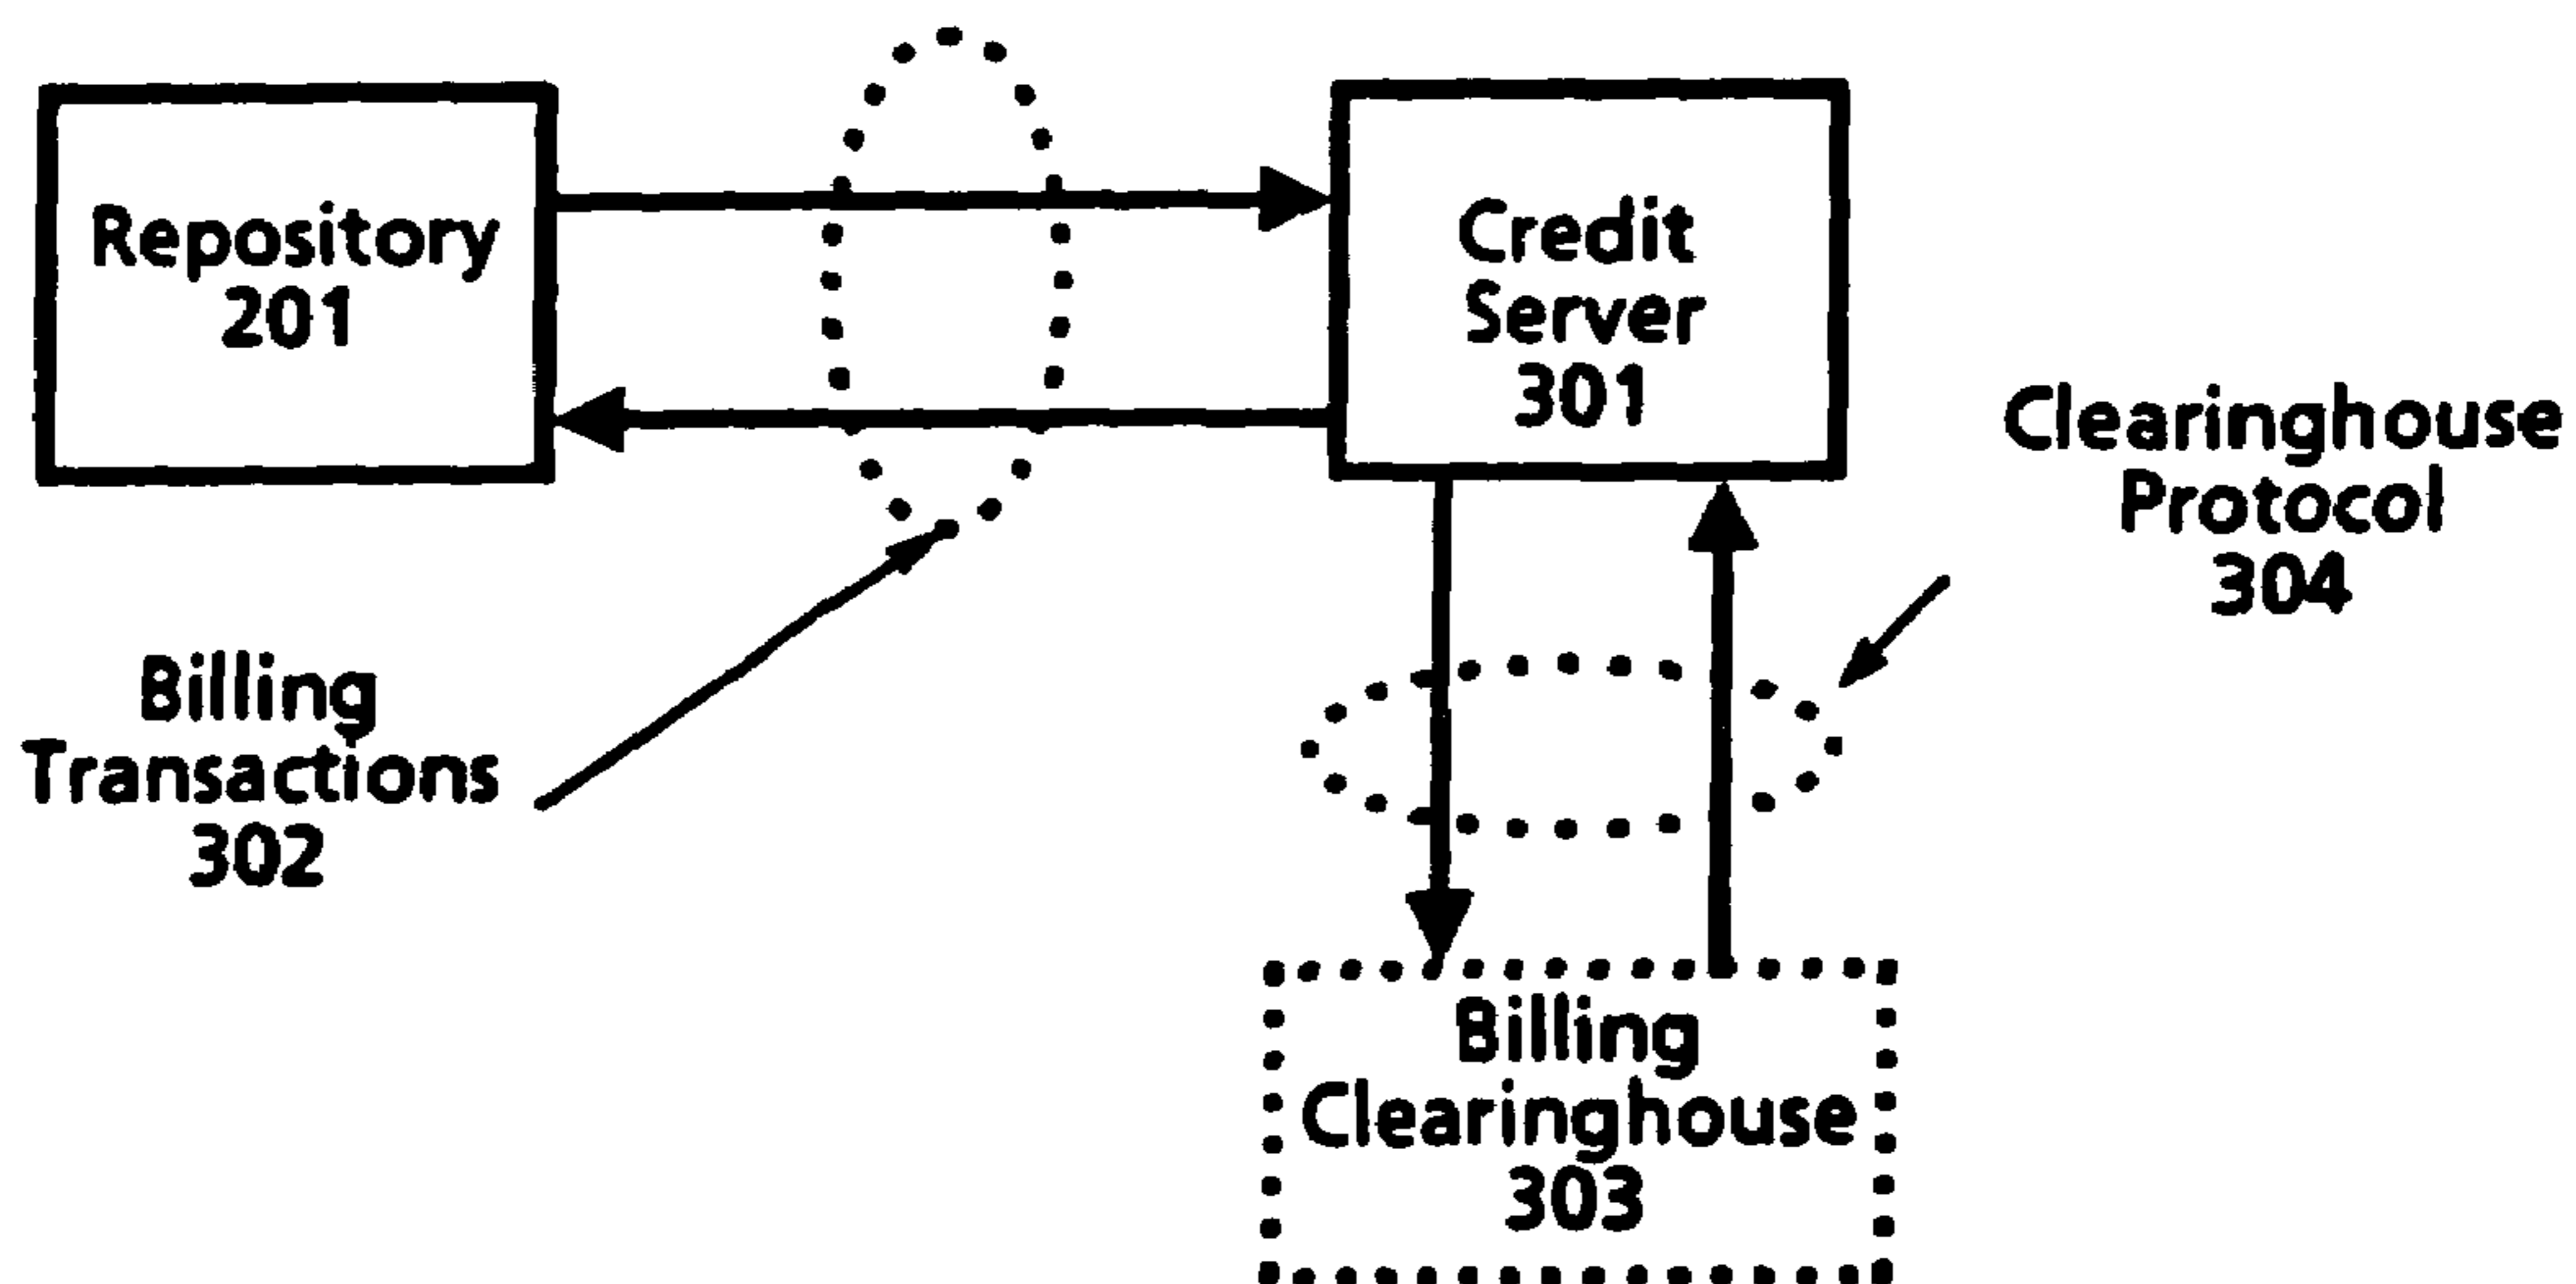 Repository
201
Credit
Server
301
Clearinghouse
Protocol
304
Billing
Transactions
302
Billing
Clearinghouse
303